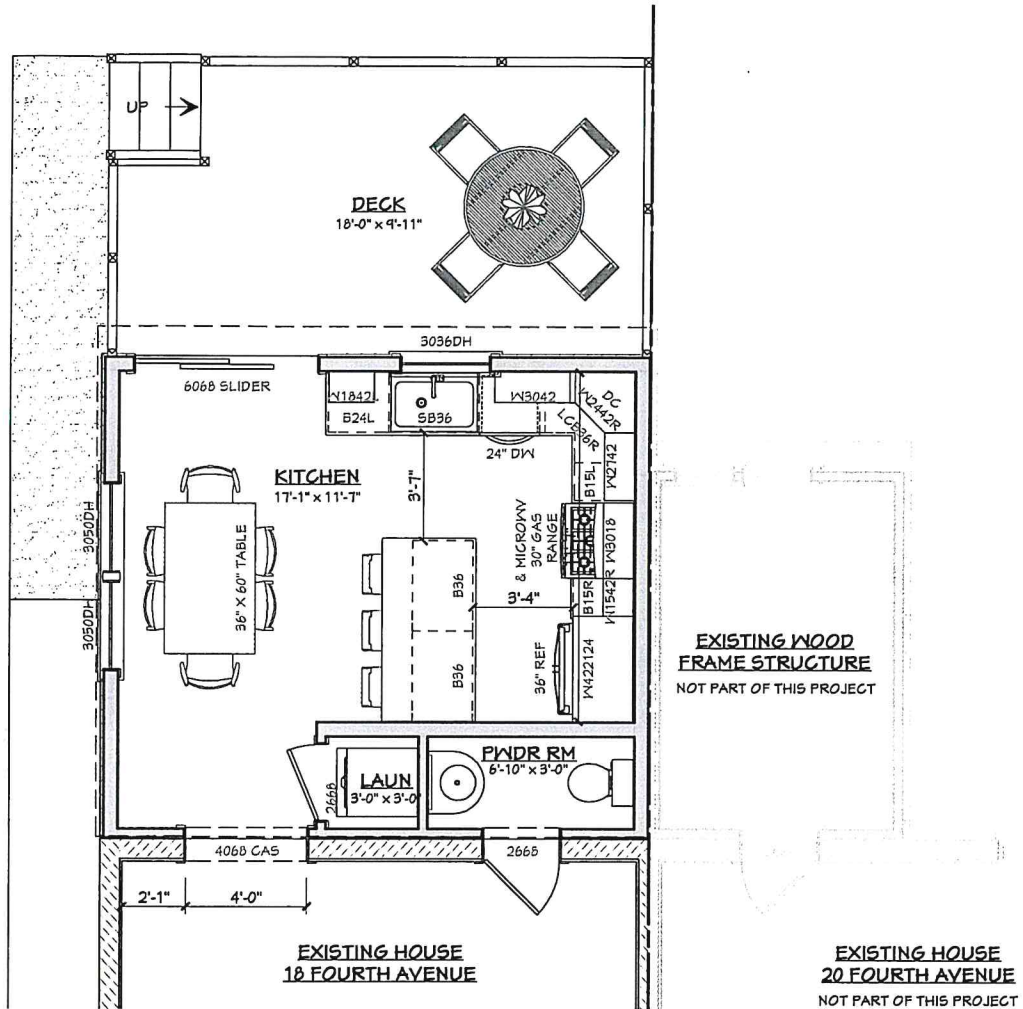 UP
DECK
18'-0" x 9'-11"
3036DH
6068 SLIDER
W1842
B24L
SB36
W3042
DC
W2442R
LCB36R
24" DW
W2742
B15L
KITCHEN
17'-1" x 11'-7"
3'-7"
3050DH
3050DH
36" X 60" TABLE
& MICROWV
30" GAS
RANGE
W3018
B36
B36
3'-4"
B15R
W1542R
36" REF
W422124
EXISTING WOOD
FRAME STRUCTURE
NOT PART OF THIS PROJECT
2668
LAUN
3'-0" x 3'-0"
PWDR RM
6'-10" x 3'-0"
4068 CAS
2668
2'-1"
4'-0"
EXISTING HOUSE
18 FOURTH AVENUE
EXISTING HOUSE
20 FOURTH AVENUE
NOT PART OF THIS PROJECT